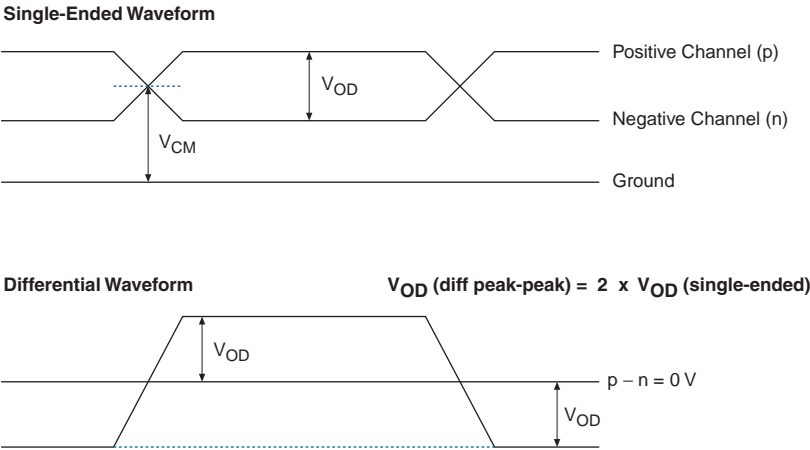 Single-Ended Waveform
Positive Channel (p)
VOD
Negative Channel (n)
VCM
Ground
Differential Waveform
VOD (diff peak-peak) = 2 x VOD (single-ended)
VOD
p – n = 0 V
VOD